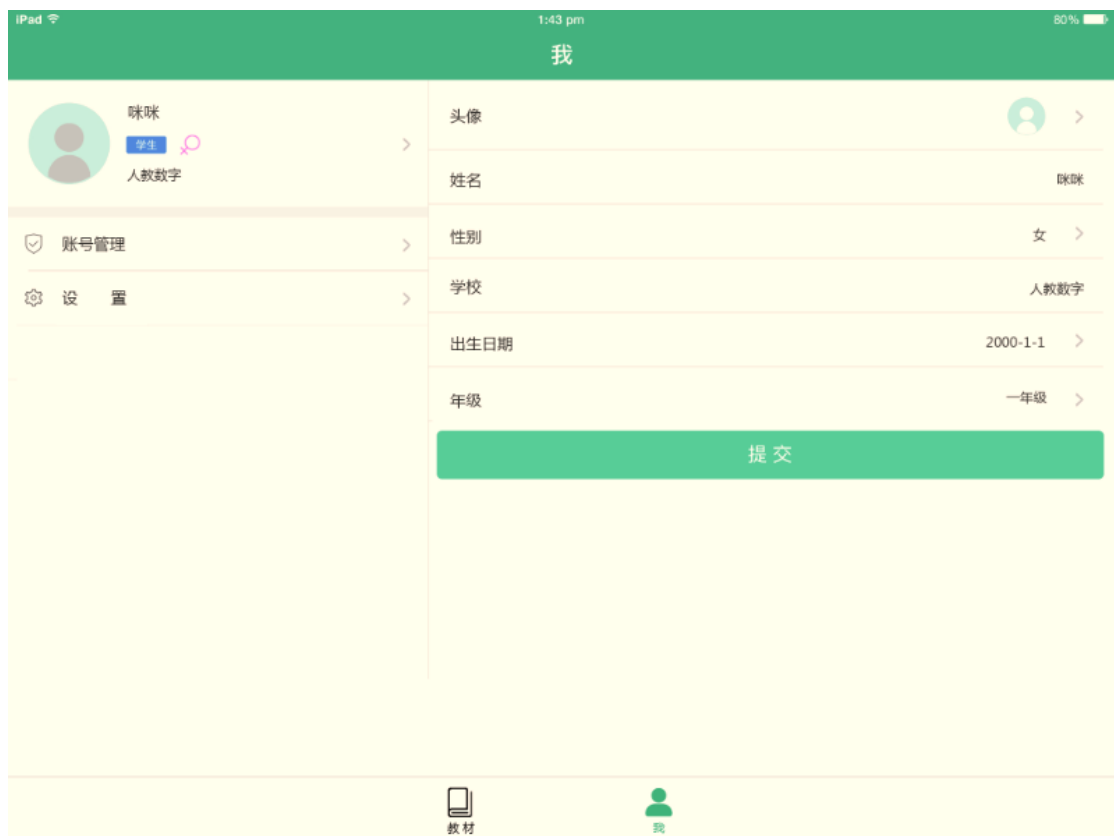 iPad 1:43 pm 80%
我
咪咪
学生
人教数字
账号管理
设 置
头像
姓名 咪咪
性别 女
学校 人教数字
出生日期 2000-1-1
年级 一年级
提交
教材 我